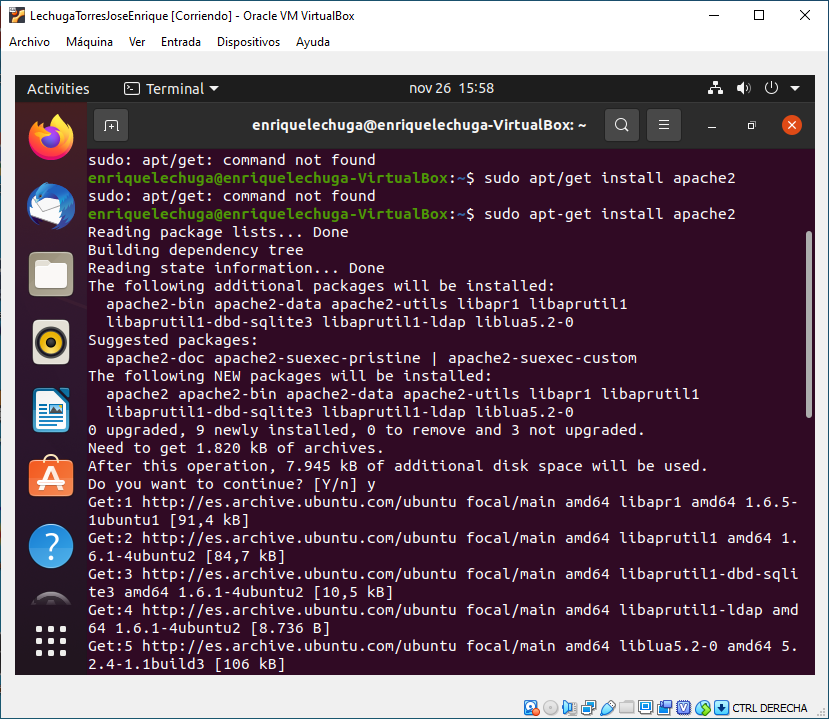 LechugaTorresJoseEnrique [Corriendo] - Oracle VM VirtualBox
Archivo Máquina Ver Entrada Dispositivos Ayuda
Activities Terminal nov 26 15:58
enriquelechuga@enriquelechuga-VirtualBox: ~
sudo: apt/get: command not found
enriquelechuga@enriquelechuga-VirtualBox:~$ sudo apt/get install apache2
sudo: apt/get: command not found
enriquelechuga@enriquelechuga-VirtualBox:~$ sudo apt-get install apache2
Reading package lists... Done
Building dependency tree
Reading state information... Done
The following additional packages will be installed:
  apache2-bin apache2-data apache2-utils libapr1 libaprutil1
  libaprutil1-dbd-sqlite3 libaprutil1-ldap liblua5.2-0
Suggested packages:
  apache2-doc apache2-suexec-pristine | apache2-suexec-custom
The following NEW packages will be installed:
  apache2 apache2-bin apache2-data apache2-utils libapr1 libaprutil1
  libaprutil1-dbd-sqlite3 libaprutil1-ldap liblua5.2-0
0 upgraded, 9 newly installed, 0 to remove and 3 not upgraded.
Need to get 1.820 kB of archives.
After this operation, 7.945 kB of additional disk space will be used.
Do you want to continue? [Y/n] y
Get:1 http://es.archive.ubuntu.com/ubuntu focal/main amd64 libapr1 amd64 1.6.5-
1ubuntu1 [91,4 kB]
Get:2 http://es.archive.ubuntu.com/ubuntu focal/main amd64 libaprutil1 amd64 1.
6.1-4ubuntu2 [84,7 kB]
Get:3 http://es.archive.ubuntu.com/ubuntu focal/main amd64 libaprutil1-dbd-sqli
te3 amd64 1.6.1-4ubuntu2 [10,5 kB]
Get:4 http://es.archive.ubuntu.com/ubuntu focal/main amd64 libaprutil1-ldap amd
64 1.6.1-4ubuntu2 [8.736 B]
Get:5 http://es.archive.ubuntu.com/ubuntu focal/main amd64 liblua5.2-0 amd64 5.
2.4-1.1build3 [106 kB]
CTRL DERECHA